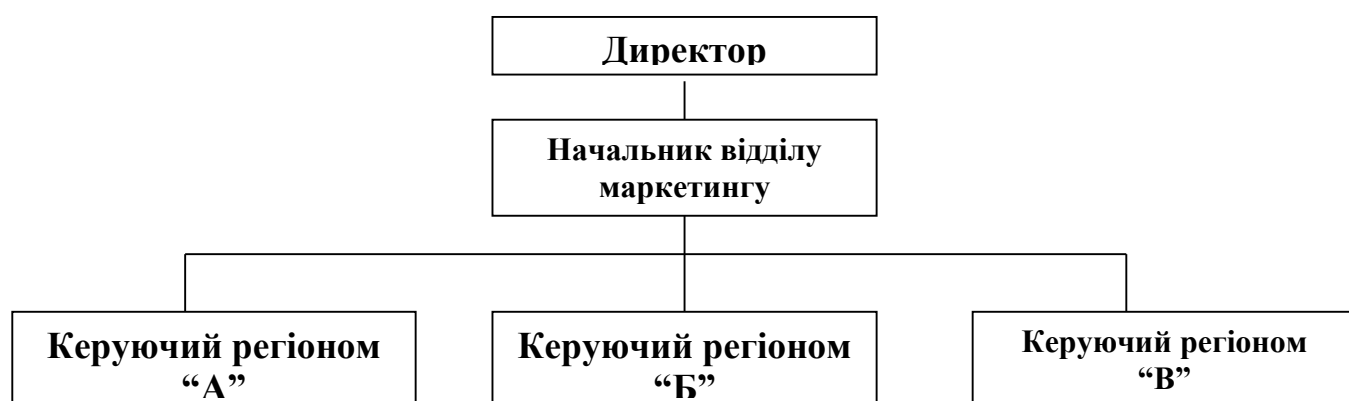 Директор
Начальник відділу
маркетингу
Керуючий регіоном
“А”
Керуючий регіоном
“Б”
Керуючий регіоном
“В”